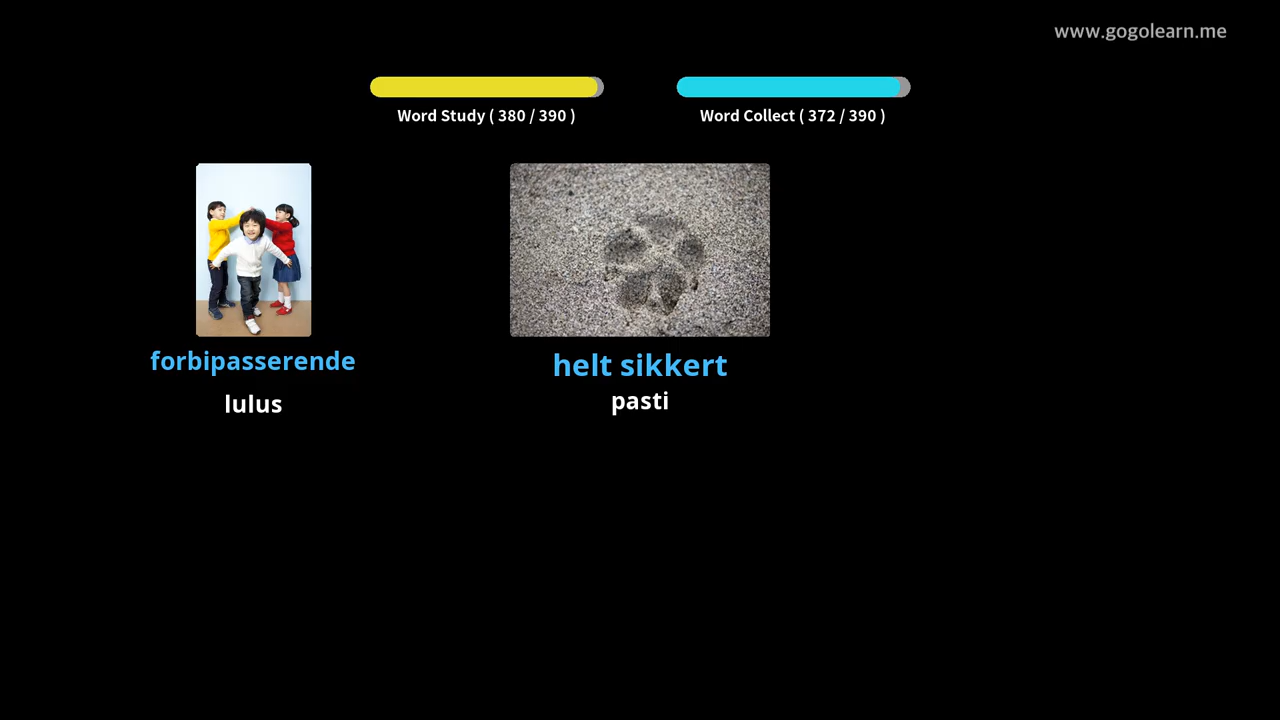 www.gogolearn.me
Word Study ( 380 / 390 )
Word Collect ( 372 / 390 )
forbipasserende
lulus
helt sikkert
pasti